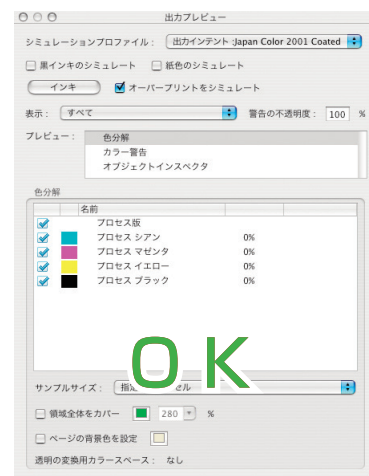 出力プレビュー
シミュレーションプロファイル： 出力インテント :Japan Color 2001 Coated
黒インキのシミュレート 紙色のシミュレート
インキ オーバープリントをシミュレート
表示： すべて 警告の不透明度： 100 %
プレビュー： 色分解
カラー警告
オブジェクトインスペクタ
色分解
名前
プロセス版
プロセス シアン 0%
プロセス マゼンタ 0%
プロセス イエロー 0%
プロセス ブラック 0%
OK
サンプルサイズ：
領域全体をカバー 280 %
ページの背景色を設定
透明の変換用カラースペース： なし